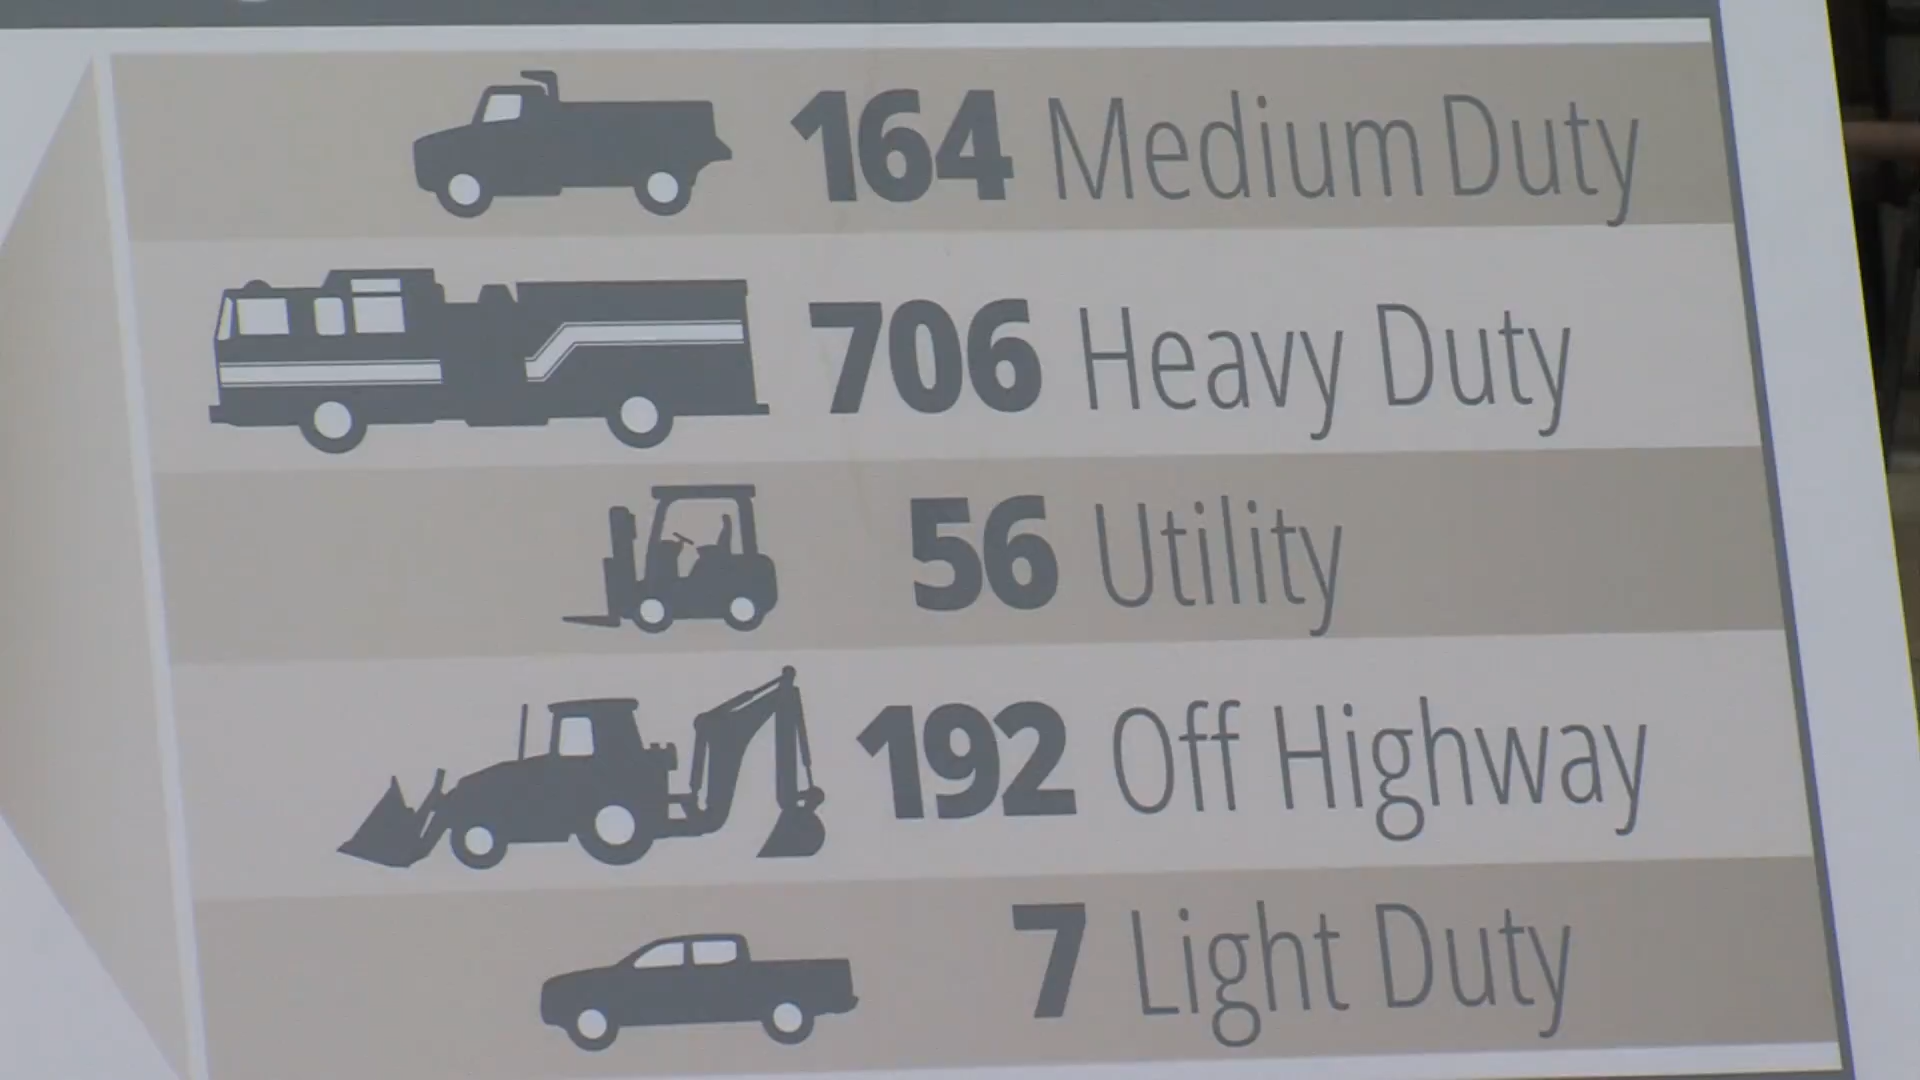 164 Medium Duty
706 Heavy Duty
56 Utility
192 Off Highway
7 Light Duty